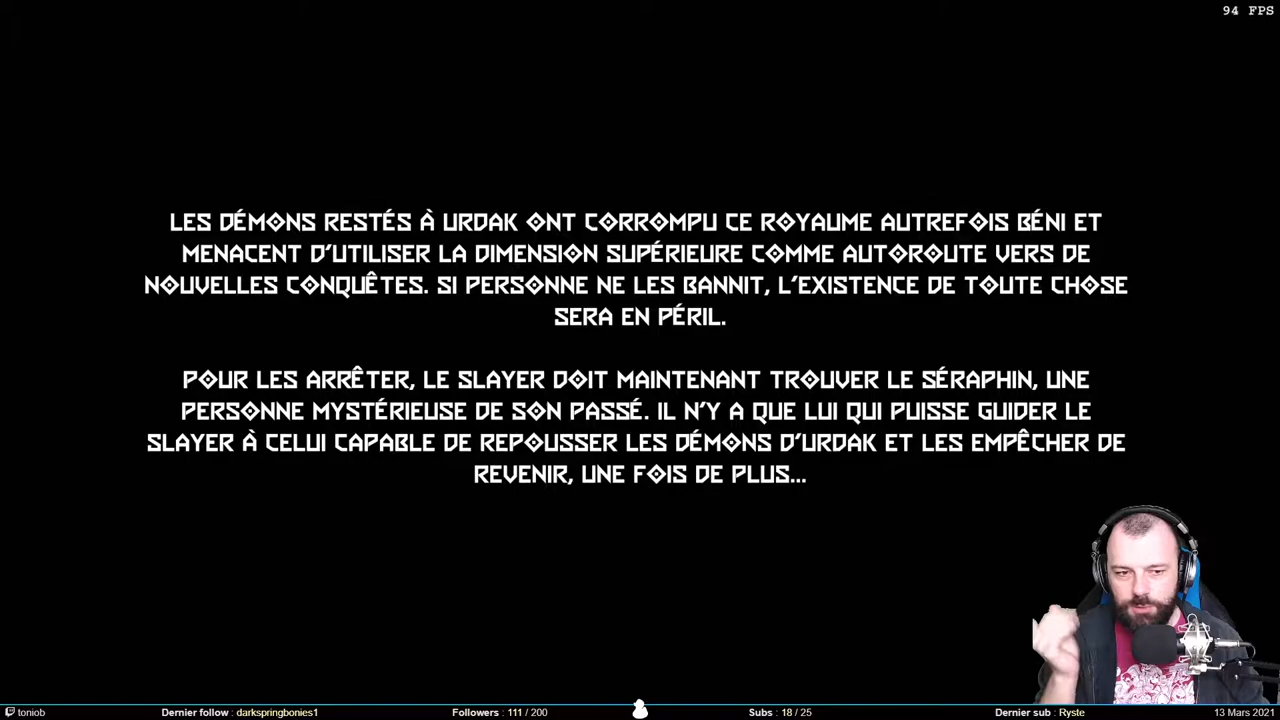 94 FPS
LES DÉMONS RESTÉS À URDAK ONT CORROMPU CE ROYAUME AUTREFOIS BÉNI ET
MENACENT D'UTILISER LA DIMENSION SUPÉRIEURE COMME AUTOROUTE VERS DE
NOUVELLES CONQUÊTES. SI PERSONNE NE LES BANNIT, L'EXISTENCE DE TOUTE CHOSE
SERA EN PÉRIL.
POUR LES ARRÊTER, LE SLAYER DOIT MAINTENANT TROUVER LE SÉRAPHIN, UNE
PERSONNE MYSTÉRIEUSE DE SON PASSÉ. IL N'Y A QUE LUI QUI PUISSE GUIDER LE
SLAYER À CELUI CAPABLE DE REPOUSSER LES DÉMONS D'URDAK ET LES EMPÊCHER DE
REVENIR, UNE FOIS DE PLUS...
toniob Dernier follow : darkspringbonies1 Followers : 111 / 200 Subs : 18 / 25 Dernier sub : Ryste 13 Mars 2021